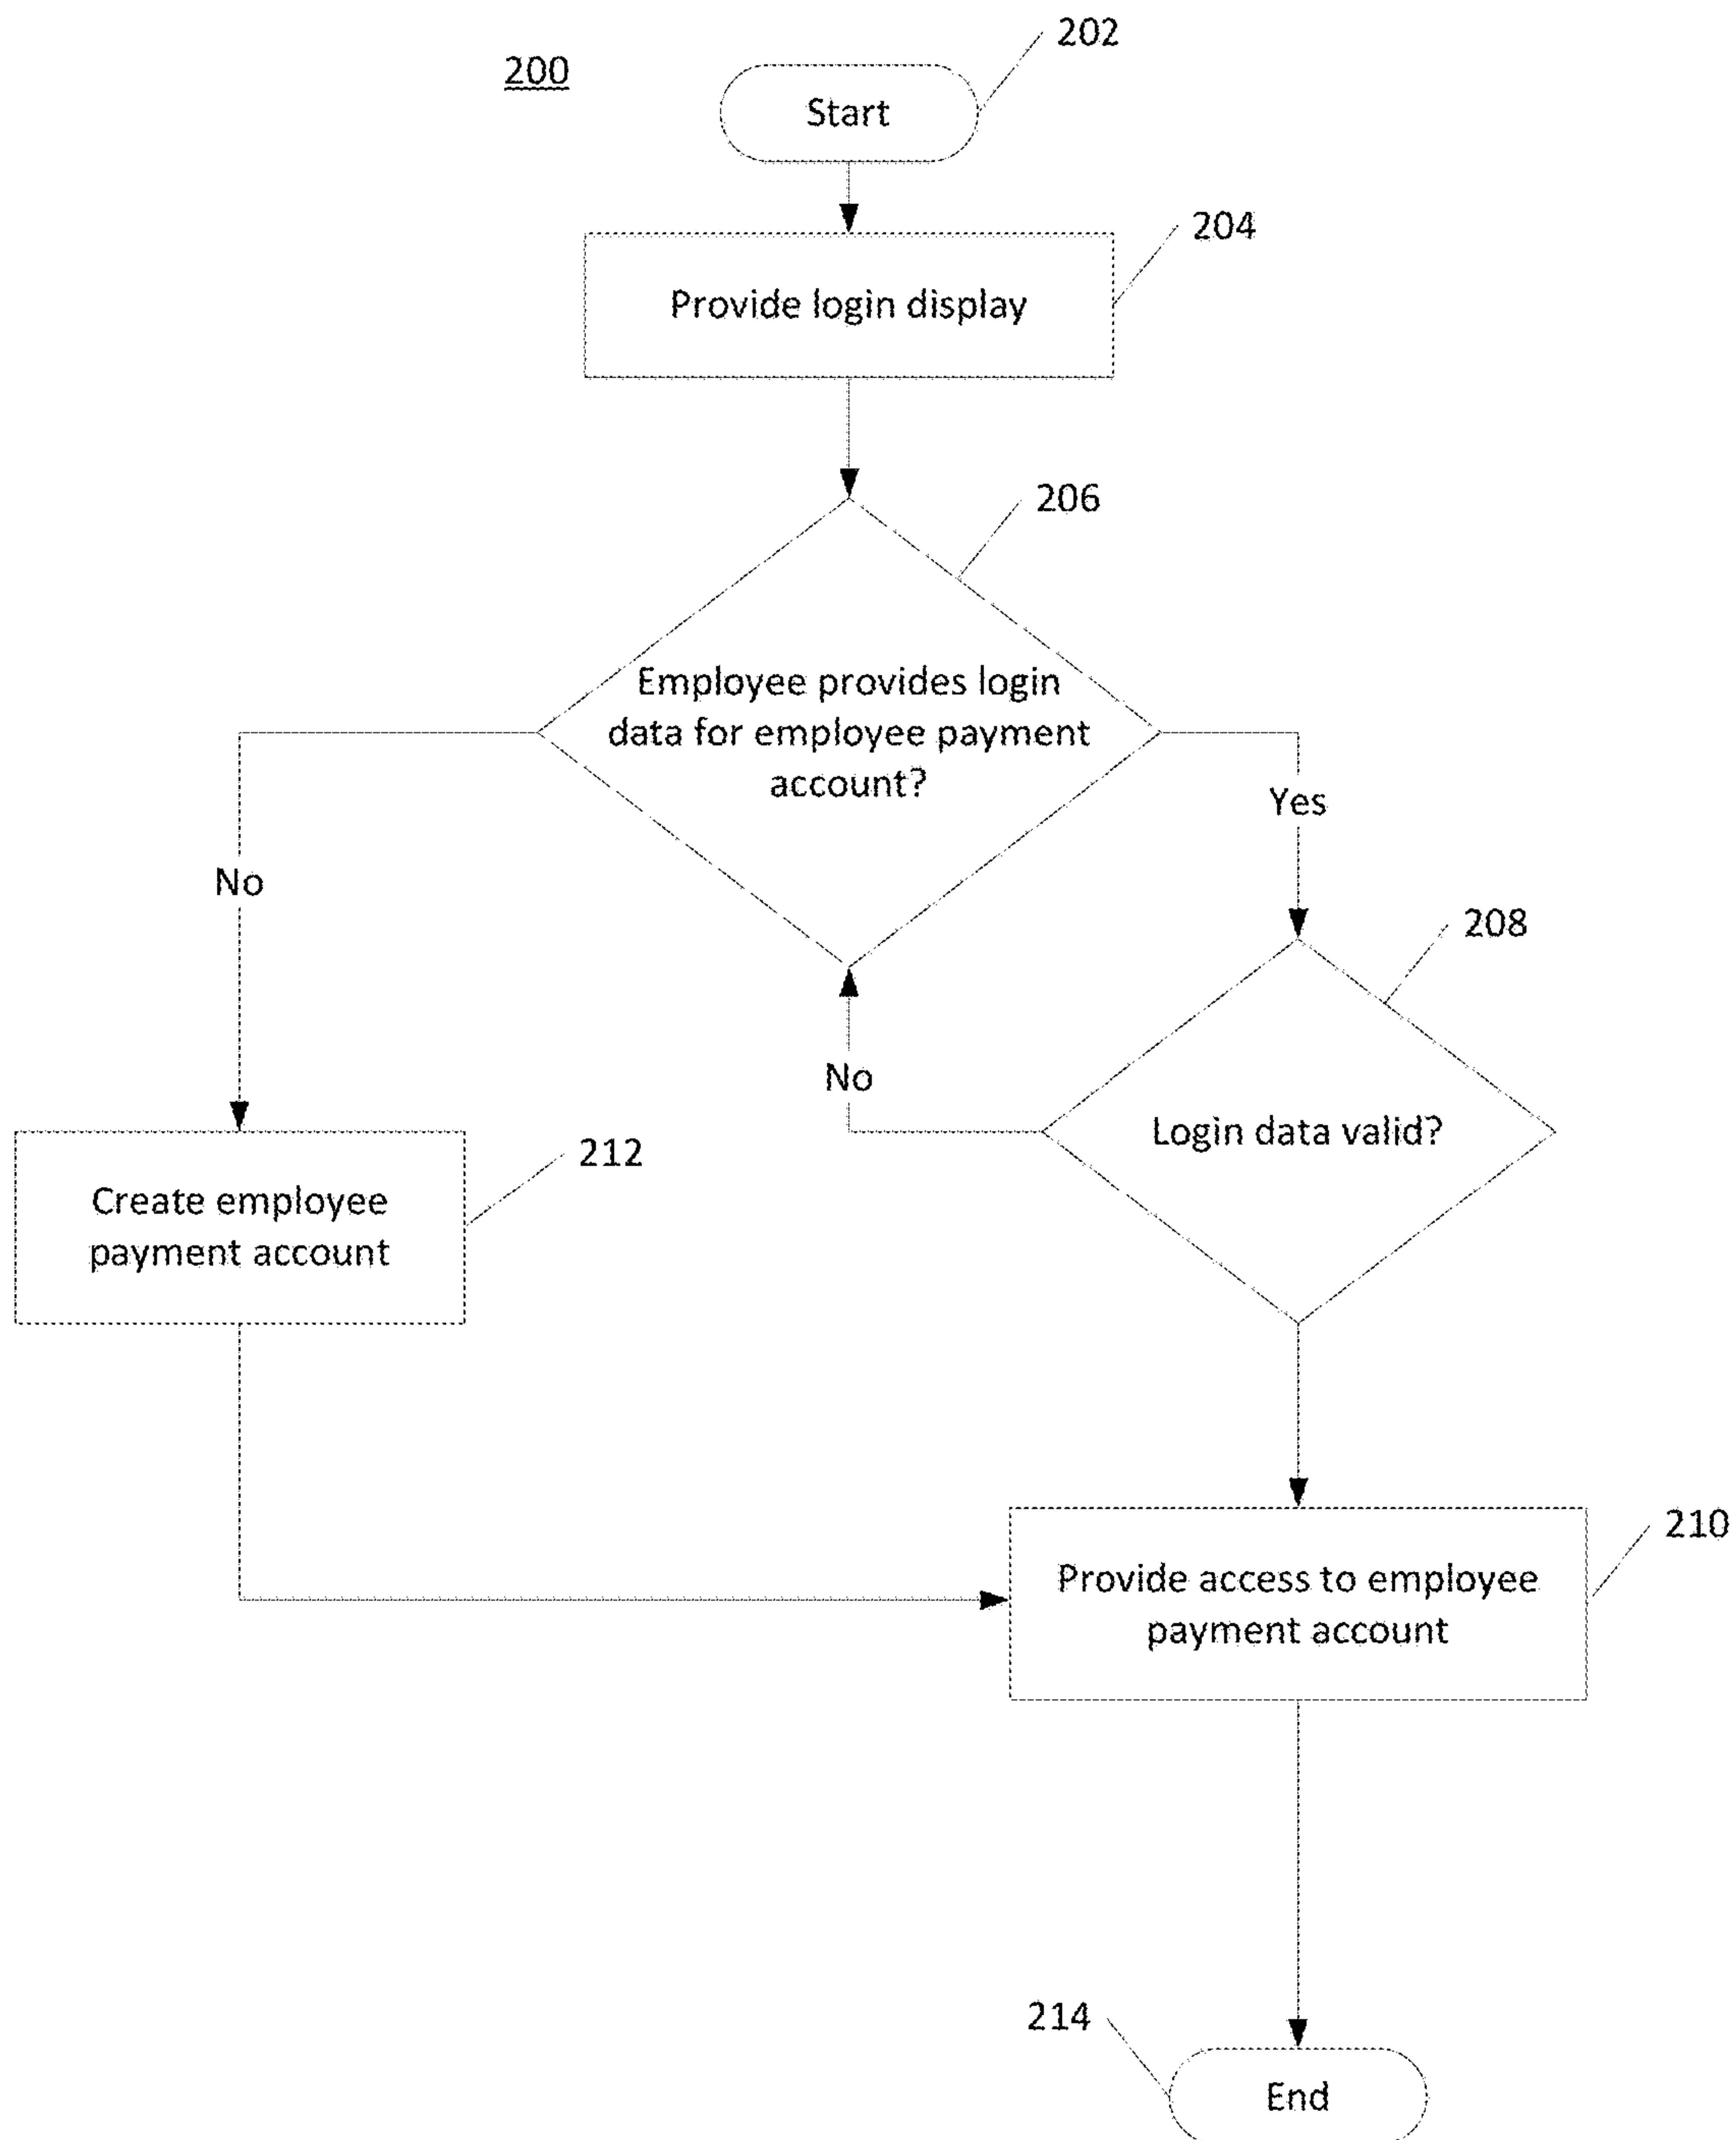 200
202
Start
204
Provide login display
206
Employee provides login
data for employee payment
account?
Yes
No
208
No
Login data valid?
212
Create employee
payment account
210
Provide access to employee
payment account
214
End